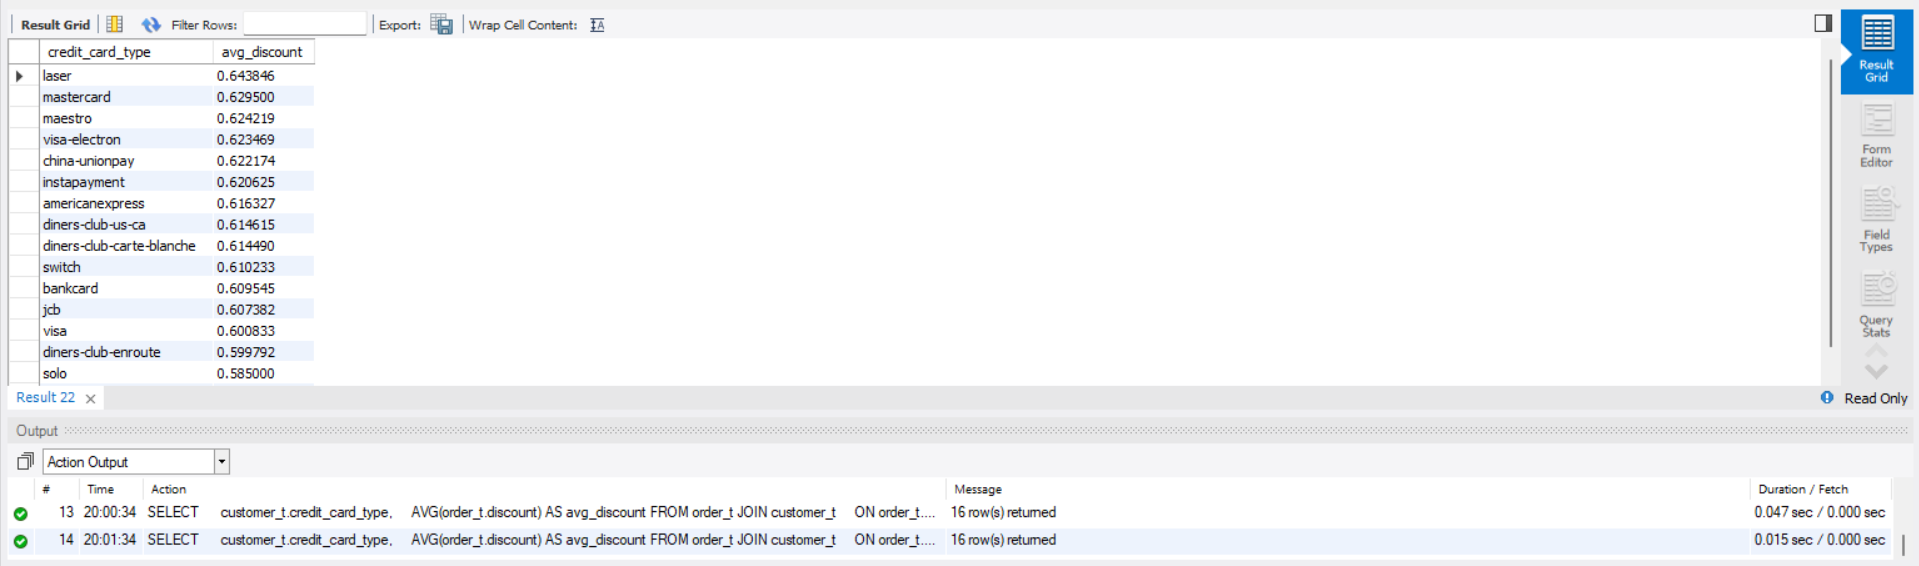 Result Grid Filter Rows: Export: Wrap Cell Content: IA
credit_card_type avg_discount
laser 0.643846
mastercard 0.629500
maestro 0.624219
visa-electron 0.623469
china-unionpay 0.622174
instapayment 0.620625
americanexpress 0.616327
diners-club-us-ca 0.614615
diners-club-carte-blanche 0.614490
switch 0.610233
bankcard 0.609545
jcb 0.607382
visa 0.600833
diners-club-enroute 0.599792
solo 0.585000
Result
Grid
Form
Editor
Field
Types
Query
Stats
Result 22 Read Only
Output
Action Output
# Time Action Message Duration / Fetch
13 20:00:34 SELECT customer_t.credit_card_type, AVG(order_t.discount) AS avg_discount FROM order_t JOIN customer_t ON order_t.... 16 row(s) returned 0.047 sec / 0.000 sec
14 20:01:34 SELECT customer_t.credit_card_type, AVG(order_t.discount) AS avg_discount FROM order_t JOIN customer_t ON order_t.... 16 row(s) returned 0.015 sec / 0.000 sec